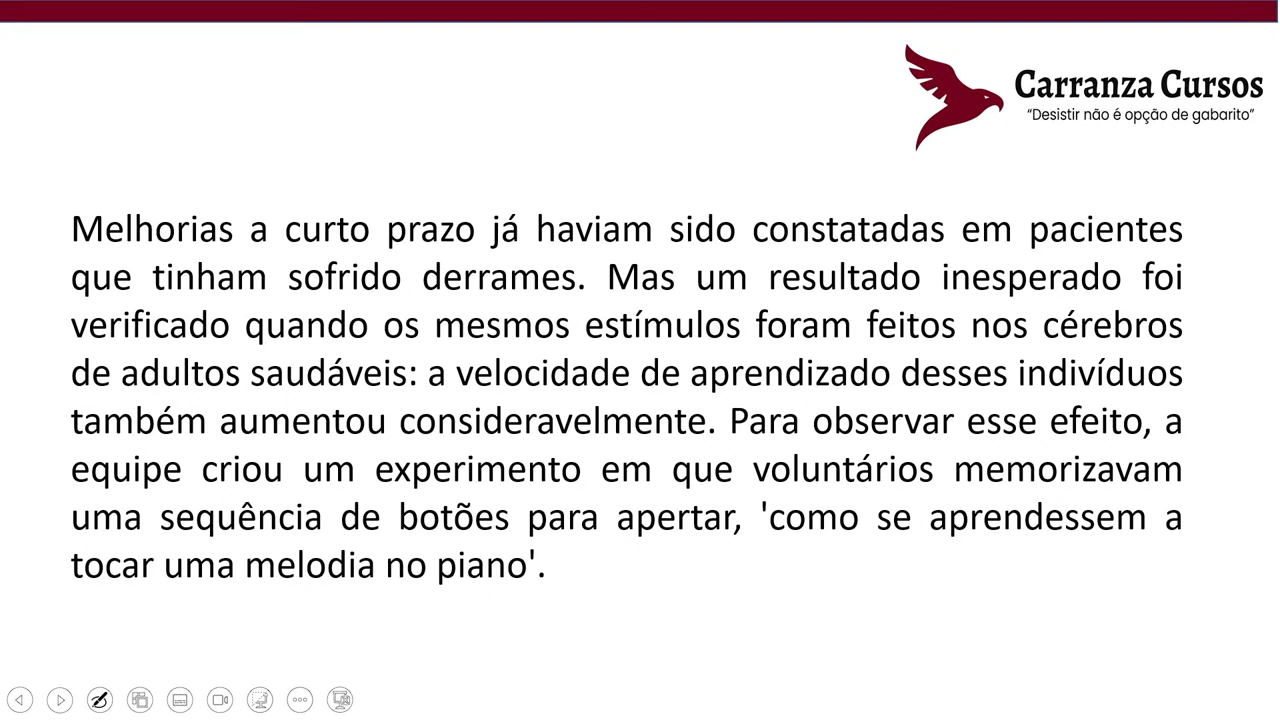 Carranza Cursos
“Desistir não é opção de gabarito”
Melhorias a curto prazo já haviam sido constatadas em pacientes
que tinham sofrido derrames. Mas um resultado inesperado foi
verificado quando os mesmos estímulos foram feitos nos cérebros
de adultos saudáveis: a velocidade de aprendizado desses indivíduos
também aumentou consideravelmente. Para observar esse efeito, a
equipe criou um experimento em que voluntários memorizavam
uma sequência de botões para apertar, 'como se aprendessem a
tocar uma melodia no piano'.